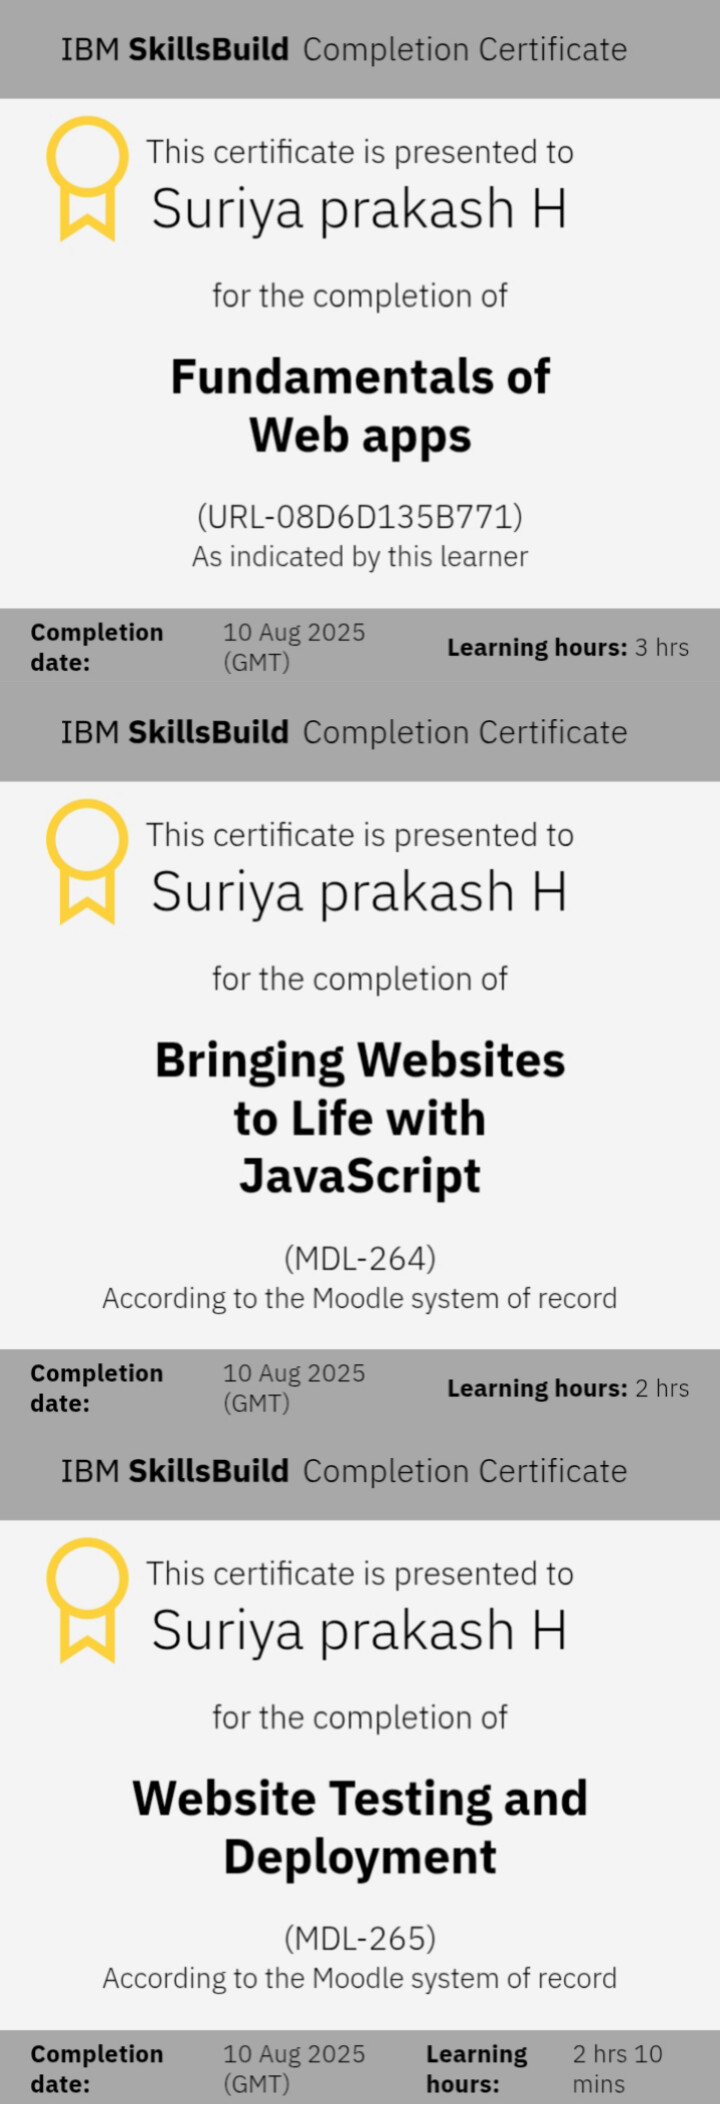 IBM SkillsBuild Completion Certificate
This certificate is presented to
Suriya prakash H
for the completion of
Fundamentals of
Web apps
(URL-08D6D135B771)
As indicated by this learner
Completion date: 10 Aug 2025 (GMT) Learning hours: 3 hrs
IBM SkillsBuild Completion Certificate
This certificate is presented to
Suriya prakash H
for the completion of
Bringing Websites
to Life with
JavaScript
(MDL-264)
According to the Moodle system of record
Completion date: 10 Aug 2025 (GMT) Learning hours: 2 hrs
IBM SkillsBuild Completion Certificate
This certificate is presented to
Suriya prakash H
for the completion of
Website Testing and
Deployment
(MDL-265)
According to the Moodle system of record
Completion date: 10 Aug 2025 (GMT) Learning hours: 2 hrs 10 mins